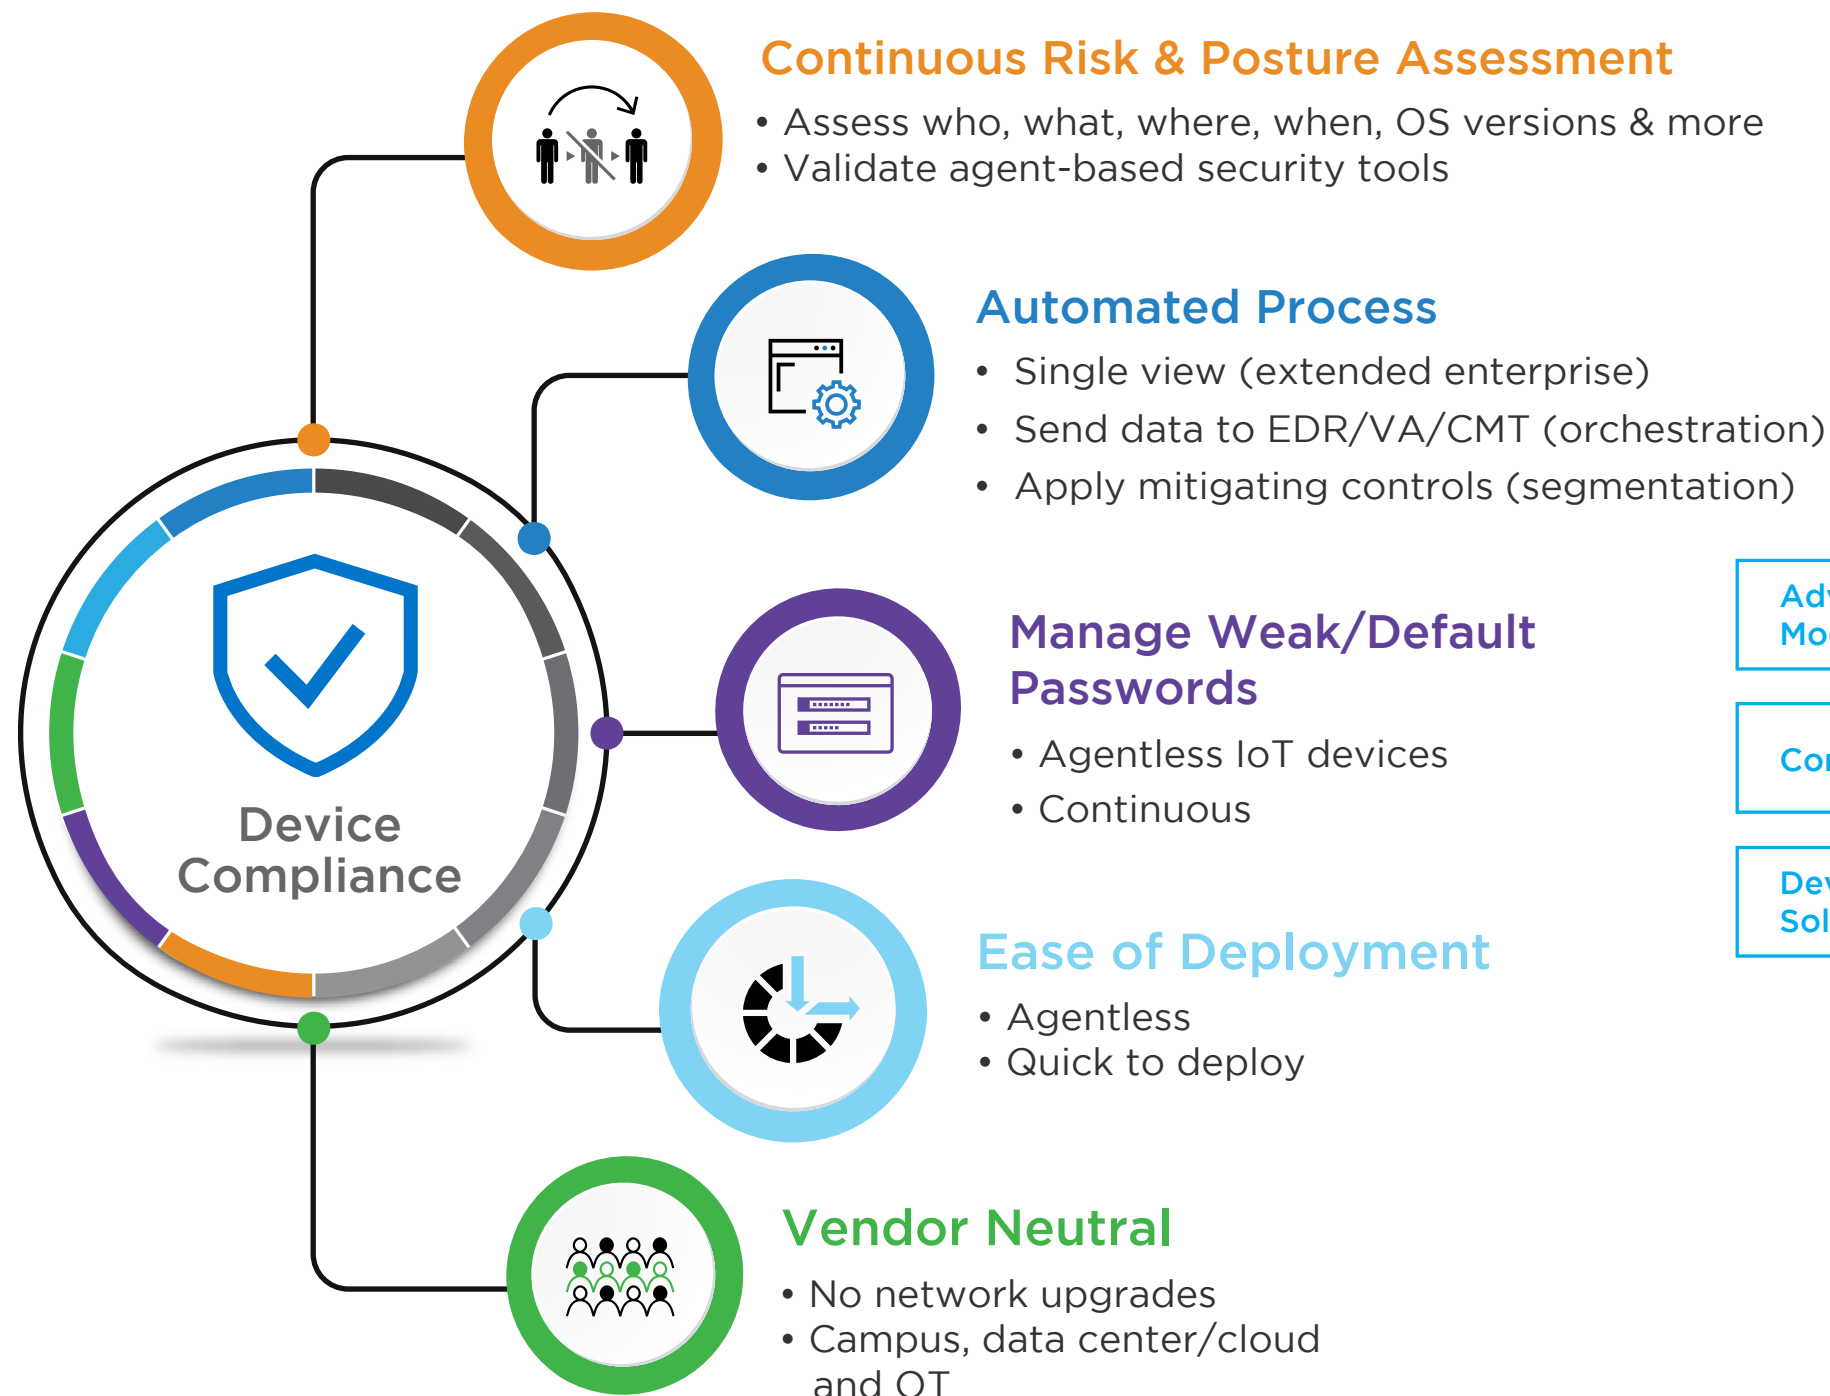 Continuous Risk & Posture Assessment
• Assess who, what, where, when, OS versions & more
• Validate agent-based security tools
Automated Process
• Single view (extended enterprise)
• Send data to EDR/VA/CMT (orchestration)
• Apply mitigating controls (segmentation)
Manage Weak/Default
Passwords
• Agentless IoT devices
• Continuous
Device
Compliance
Ease of Deployment
• Agentless
• Quick to deploy
Vendor Neutral
• No network upgrades
• Campus, data center/cloud
and OT